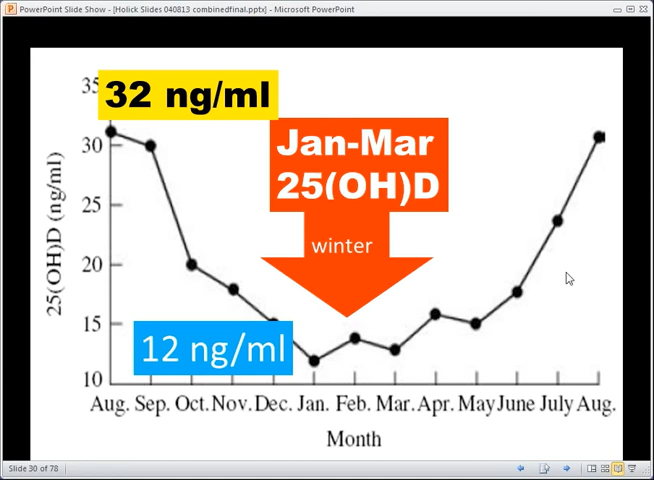 PowerPoint Slide Show - [Holick Slides 040813 combinedfinal.pptx] - Microsoft PowerPoint
35
32 ng/ml
Jan-Mar
25(OH)D
winter
30
25
20
15
10
25(OH)D (ng/ml)
12 ng/ml
Aug. Sep. Oct. Nov. Dec. Jan. Feb. Mar. Apr. May June July Aug.
Month
Slide 30 of 78